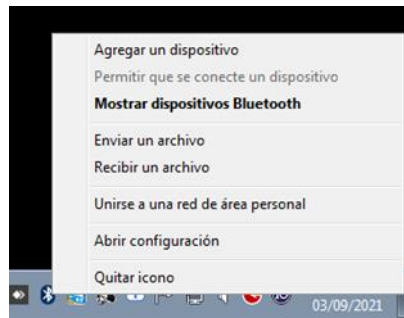 Agregar un dispositivo
Permitir que se conecte un dispositivo
Mostrar dispositivos Bluetooth
Enviar un archivo
Recibir un archivo
Unirse a una red de área personal
Abrir configuración
Quitar icono
03/09/2021